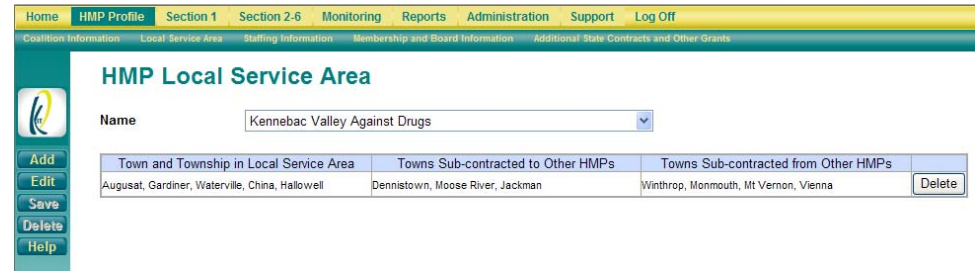 Home HMP Profile Section 1 Section 2-6 Monitoring Reports Administration Support Log Off
Coalition Information Local Service Area Staffing Information Membership and Board Information Additional State Contracts and Other Grants
HMP Local Service Area
Name Kennebac Valley Against Drugs
Add
Edit
Save
Delete
Help
Town and Township in Local Service Area Towns Sub-contracted to Other HMPs Towns Sub-contracted from Other HMPs
Augusat, Gardiner, Waterville, China, Hallowell Dennistown, Moose River, Jackman Winthrop, Monmouth, Mt Vernon, Vienna Delete